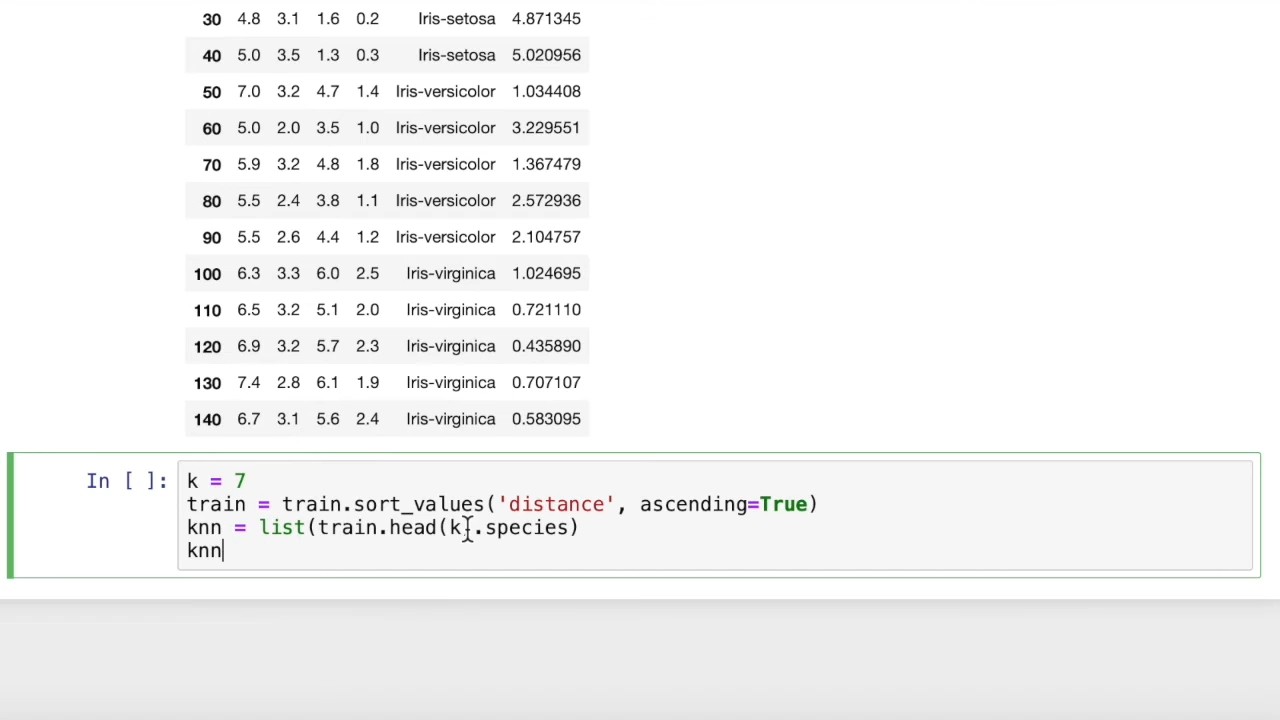 30 4.8 3.1 1.6 0.2 Iris-setosa 4.871345
40 5.0 3.5 1.3 0.3 Iris-setosa 5.020956
50 7.0 3.2 4.7 1.4 Iris-versicolor 1.034408
60 5.0 2.0 3.5 1.0 Iris-versicolor 3.229551
70 5.9 3.2 4.8 1.8 Iris-versicolor 1.367479
80 5.5 2.4 3.8 1.1 Iris-versicolor 2.572936
90 5.5 2.6 4.4 1.2 Iris-versicolor 2.104757
100 6.3 3.3 6.0 2.5 Iris-virginica 1.024695
110 6.5 3.2 5.1 2.0 Iris-virginica 0.721110
120 6.9 3.2 5.7 2.3 Iris-virginica 0.435890
130 7.4 2.8 6.1 1.9 Iris-virginica 0.707107
140 6.7 3.1 5.6 2.4 Iris-virginica 0.583095
In [ ]: k = 7
train = train.sort_values('distance', ascending=True)
knn = list(train.head(k).species)
knn